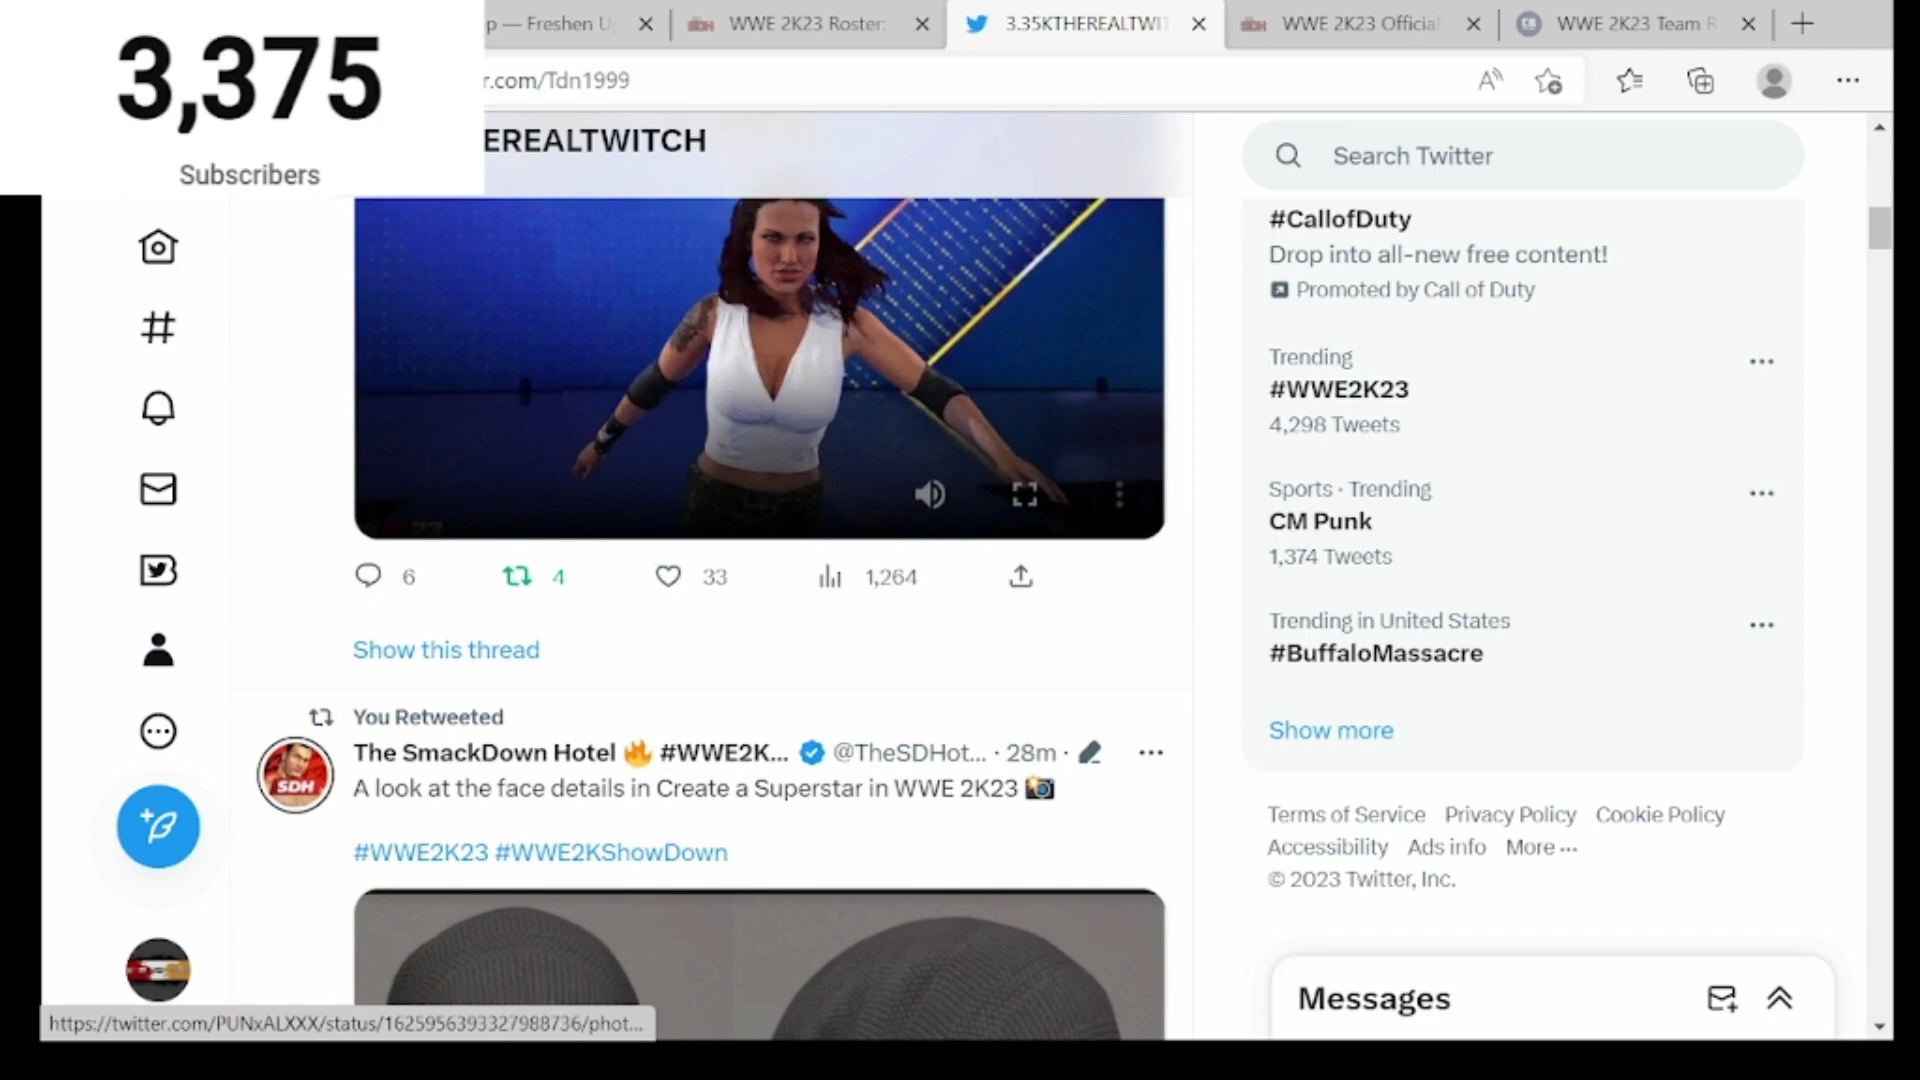 3,375
Subscribers
p — Freshen U
WWE 2K23 Roster:
3.35KTHEREALTWIT
WWE 2K23 Official
WWE 2K23 Team R
r.com/Tdn1999
EREALTWITCH
Search Twitter
#CallofDuty
Drop into all-new free content!
Promoted by Call of Duty
Trending
#WWE2K23
4,298 Tweets
Sports · Trending
CM Punk
1,374 Tweets
Trending in United States
#BuffaloMassacre
Show more
6 4 33 1,264
Show this thread
You Retweeted
The SmackDown Hotel 🔥 #WWE2K... @TheSDHot... · 28m ·
A look at the face details in Create a Superstar in WWE 2K23 📸
#WWE2K23 #WWE2KShowDown
SDH
Terms of Service Privacy Policy Cookie Policy
Accessibility Ads info More ...
© 2023 Twitter, Inc.
Messages
https://twitter.com/PUNxALXXX/status/1625956393327988736/phot...